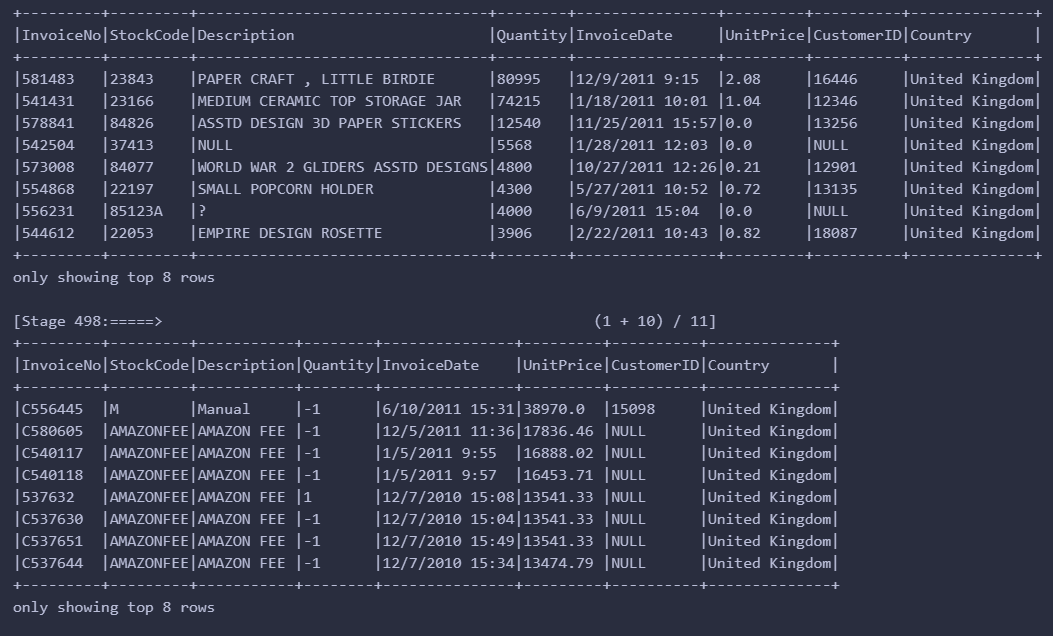 +---------+---------+---------------------------------+--------+----------------+---------+----------+--------------+
|InvoiceNo|StockCode|Description                      |Quantity|InvoiceDate     |UnitPrice|CustomerID|Country       |
+---------+---------+---------------------------------+--------+----------------+---------+----------+--------------+
|581483   |23843    |PAPER CRAFT , LITTLE BIRDIE      |80995   |12/9/2011 9:15  |2.08     |16446     |United Kingdom|
|541431   |23166    |MEDIUM CERAMIC TOP STORAGE JAR   |74215   |1/18/2011 10:01 |1.04     |12346     |United Kingdom|
|578841   |84826    |ASSTD DESIGN 3D PAPER STICKERS   |12540   |11/25/2011 15:57|0.0      |13256     |United Kingdom|
|542504   |37413    |NULL                             |5568    |1/28/2011 12:03 |0.0      |NULL      |United Kingdom|
|573008   |84077    |WORLD WAR 2 GLIDERS ASSTD DESIGNS|4800    |10/27/2011 12:26|0.21     |12901     |United Kingdom|
|554868   |22197    |SMALL POPCORN HOLDER             |4300    |5/27/2011 10:52 |0.72     |13135     |United Kingdom|
|556231   |85123A   |?                                |4000    |6/9/2011 15:04  |0.0      |NULL      |United Kingdom|
|544612   |22053    |EMPIRE DESIGN ROSETTE            |3906    |2/22/2011 10:43 |0.82     |18087     |United Kingdom|
+---------+---------+---------------------------------+--------+----------------+---------+----------+--------------+
only showing top 8 rows
[Stage 498:=====>                                                 (1 + 10) / 11]
+---------+---------+-----------+--------+---------------+---------+----------+--------------+
|InvoiceNo|StockCode|Description|Quantity|InvoiceDate    |UnitPrice|CustomerID|Country       |
+---------+---------+-----------+--------+---------------+---------+----------+--------------+
|C556445  |M        |Manual     |-1      |6/10/2011 15:31|38970.0  |15098     |United Kingdom|
|C580605  |AMAZONFEE|AMAZON FEE |-1      |12/5/2011 11:36|17836.46 |NULL      |United Kingdom|
|C540117  |AMAZONFEE|AMAZON FEE |-1      |1/5/2011 9:55  |16888.02 |NULL      |United Kingdom|
|C540118  |AMAZONFEE|AMAZON FEE |-1      |1/5/2011 9:57  |16453.71 |NULL      |United Kingdom|
|537632   |AMAZONFEE|AMAZON FEE |1       |12/7/2010 15:08|13541.33 |NULL      |United Kingdom|
|C537630  |AMAZONFEE|AMAZON FEE |-1      |12/7/2010 15:04|13541.33 |NULL      |United Kingdom|
|C537651  |AMAZONFEE|AMAZON FEE |-1      |12/7/2010 15:49|13541.33 |NULL      |United Kingdom|
|C537644  |AMAZONFEE|AMAZON FEE |-1      |12/7/2010 15:34|13474.79 |NULL      |United Kingdom|
+---------+---------+-----------+--------+---------------+---------+----------+--------------+
only showing top 8 rows